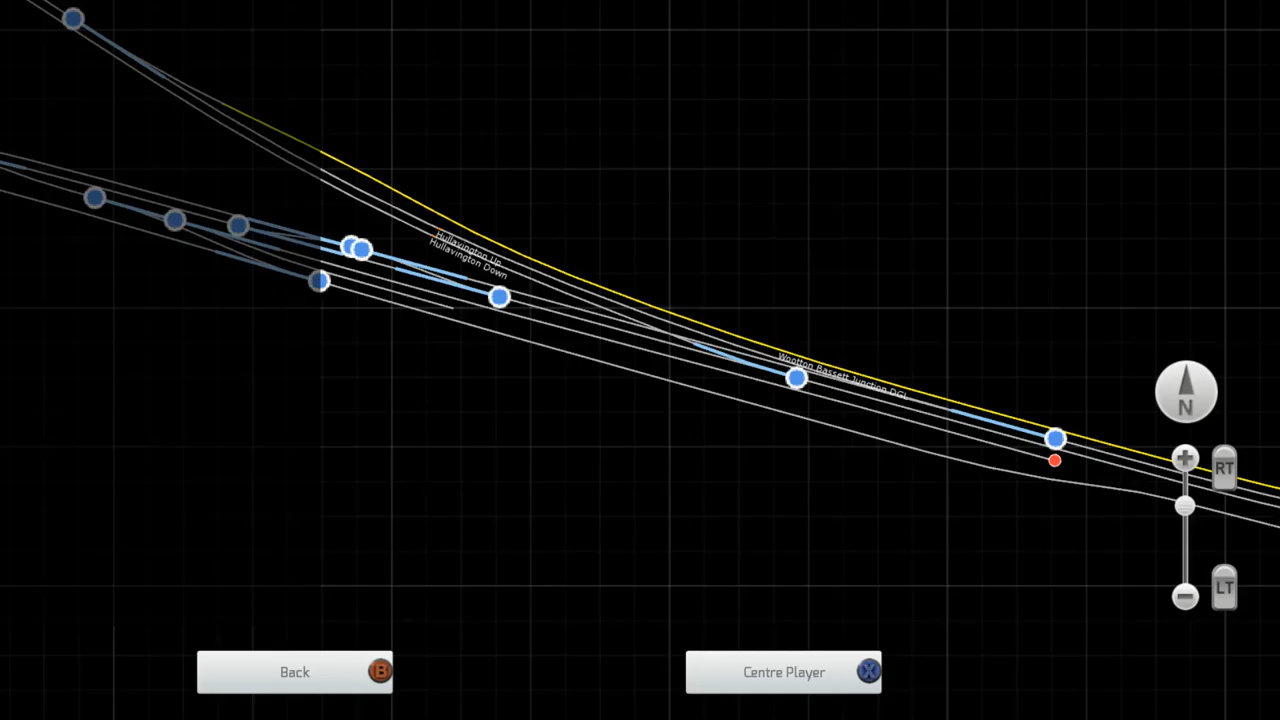 Hullavington Up
Hullavington Down
Wootton Bassett Junction DGL
N
RT
LT
Back B
Centre Player X